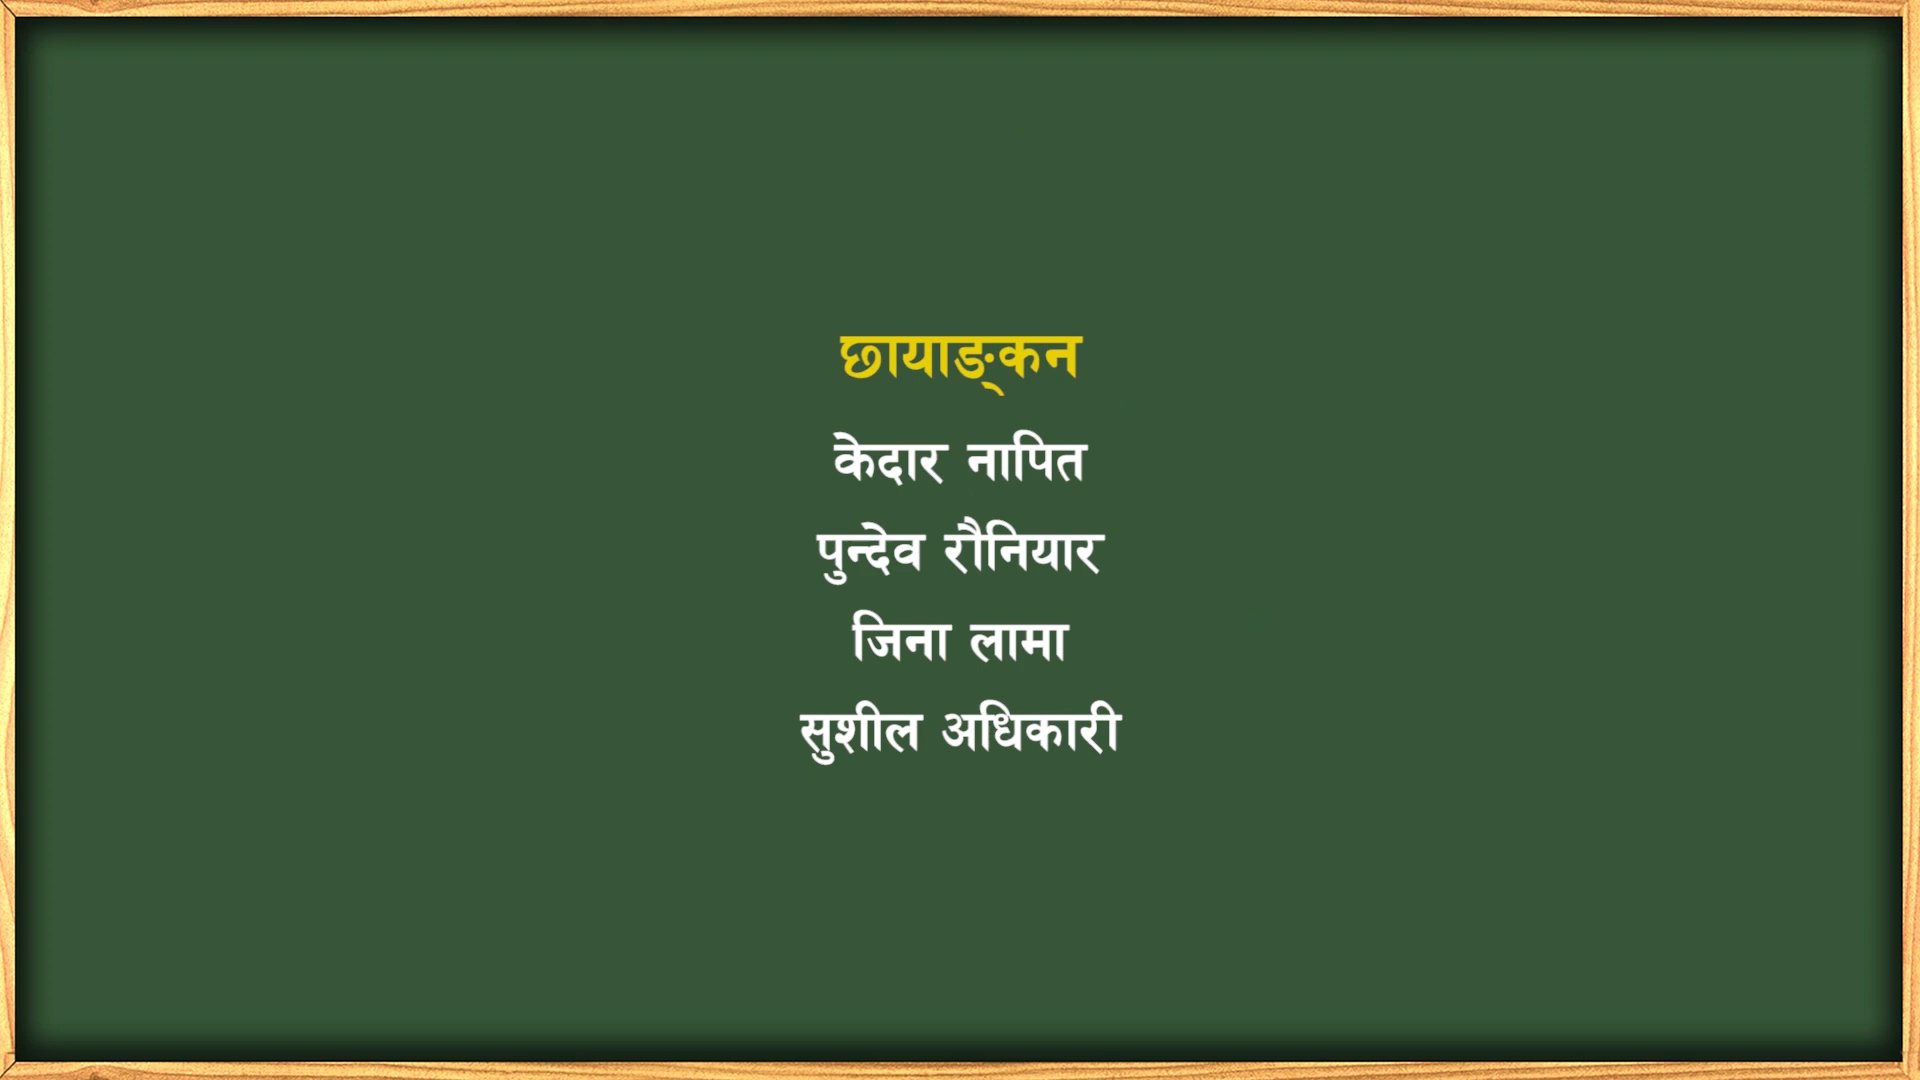 छायाङ्कन
केदार नापित
पुन्देव रौनियार
जिना लामा
सुशील अधिकारी